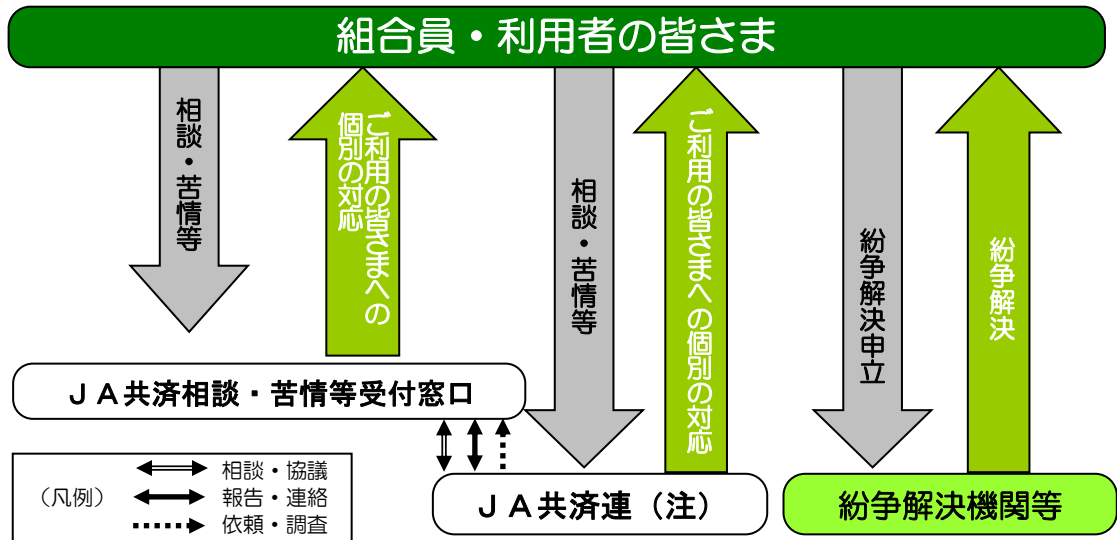 組合員・利用者の皆さま
相談・苦情等
ご利用の皆さまへの
個別の対応
相談・苦情等
ご利用の皆さまへの個別の対応
紛争解決申立
紛争解決
ＪＡ共済相談・苦情等受付窓口
ＪＡ共済連（注）
紛争解決機関等
（凡例）
相談・協議
報告・連絡
依頼・調査